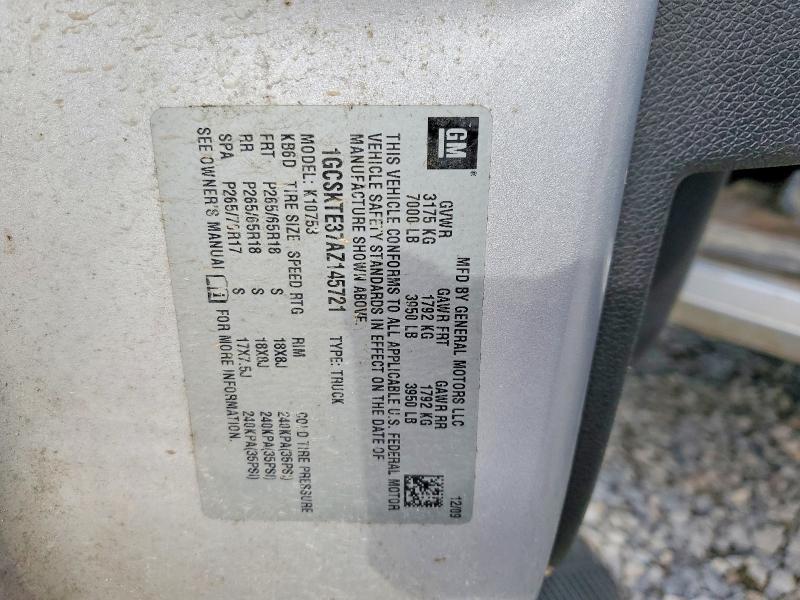 GM
MFD BY GENERAL MOTORS LLC 12/09
GVWR GAWR FRT GAWR RR
3175 KG 1792 KG 1792 KG
7000 LB 3950 LB 3950 LB
THIS VEHICLE CONFORMS TO ALL APPLICABLE U.S. FEDERAL MOTOR
VEHICLE SAFETY STANDARDS IN EFFECT ON THE DATE OF
MANUFACTURE SHOWN ABOVE.
1GCSKTE37AZ145721 TYPE: TRUCK
MODEL: K10753
KB6D TIRE SIZE SPEED RTG RIM COLD TIRE PRESSURE
FRT P265/65R18 S 18X8J 240KPA(35PSI)
RR P265/65R18 S 18X8J 240KPA(35PSI)
SPA P265/70R17 S 17X7.5J 240KPA(35PSI)
SEE OWNER'S MANUAL FOR MORE INFORMATION.